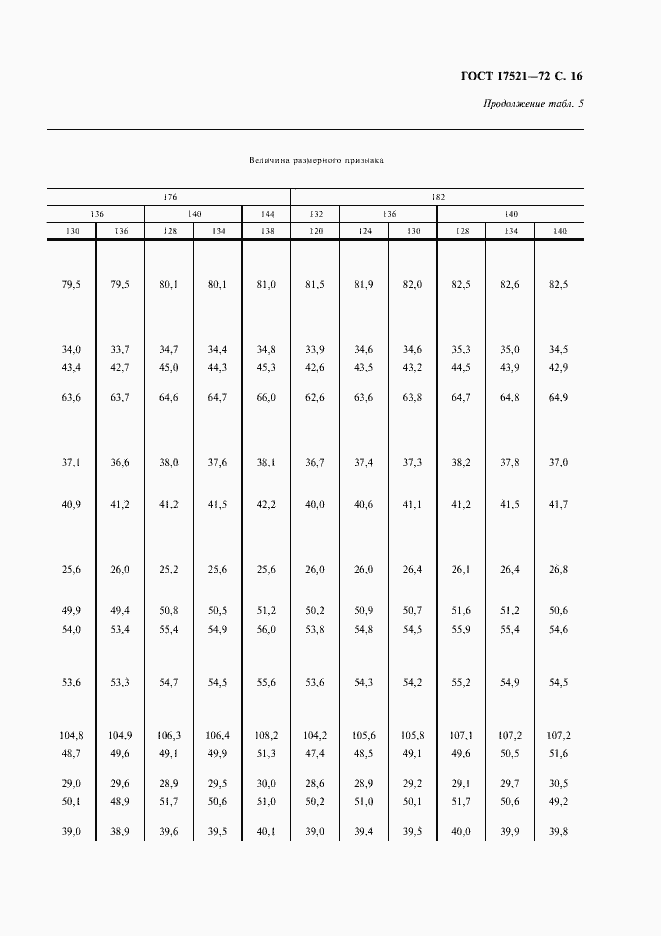 ГОСТ 17521—72 С. 16
Продолжение табл. 5
Величина размерного признака
176 182
136 140 144 132 136 140
130 136 128 134 138 120 124 130 128 134 140
79,5 79,5 80,1 80,1 81,0 81,5 81,9 82,0 82,5 82,6 82,5
34,0 33,7 34,7 34,4 34,8 33,9 34,6 34,6 35,3 35,0 34,5
43,4 42,7 45,0 44,3 45,3 42,6 43,5 43,2 44,5 43,9 42,9
63,6 63,7 64,6 64,7 66,0 62,6 63,6 63,8 64,7 64,8 64,9
37,1 36,6 38,0 37,6 38,1 36,7 37,4 37,3 38,2 37,8 37,0
40,9 41,2 41,2 41,5 42,2 40,0 40,6 41,1 41,2 41,5 41,7
25,6 26,0 25,2 25,6 25,6 26,0 26,0 26,4 26,1 26,4 26,8
49,9 49,4 50,8 50,5 51,2 50,2 50,9 50,7 51,6 51,2 50,6
54,0 53,4 55,4 54,9 56,0 53,8 54,8 54,5 55,9 55,4 54,6
53,6 53,3 54,7 54,5 55,6 53,6 54,3 54,2 55,2 54,9 54,5
104,8 104,9 106,3 106,4 108,2 104,2 105,6 105,8 107,1 107,2 107,2
48,7 49,6 49,1 49,9 51,3 47,4 48,5 49,1 49,6 50,5 51,6
29,0 29,6 28,9 29,5 30,0 28,6 28,9 29,2 29,1 29,7 30,5
50,1 48,9 51,7 50,6 51,0 50,2 51,0 50,1 51,7 50,6 49,2
39,0 38,9 39,6 39,5 40,1 39,0 39,4 39,5 40,0 39,9 39,8